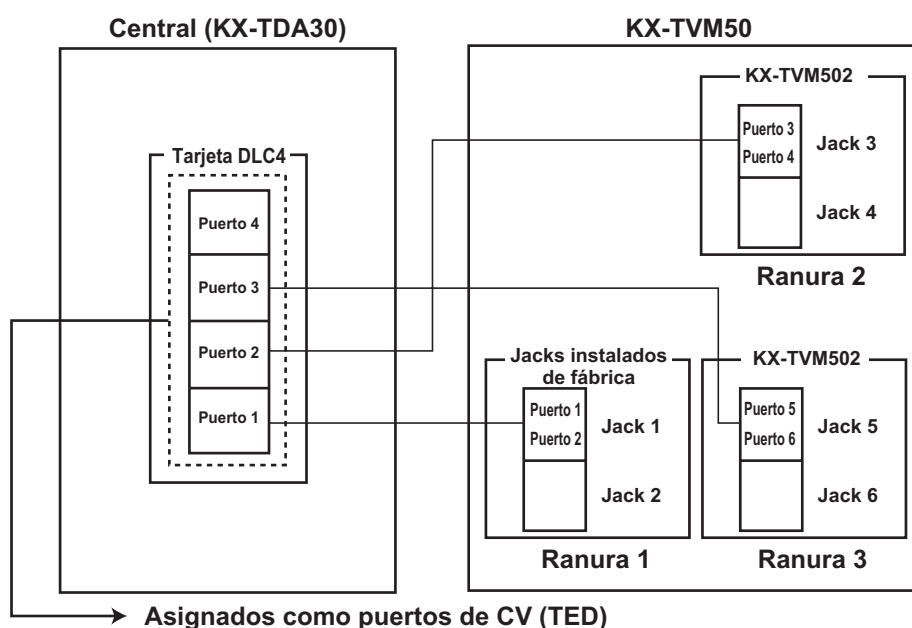 Central (KX-TDA30)
KX-TVM50
Tarjeta DLC4
Puerto 4
Puerto 3
Puerto 2
Puerto 1
KX-TVM502
Puerto 3
Puerto 4
Jack 3
Jack 4
Ranura 2
Jacks instalados
de fábrica
Puerto 1
Puerto 2
Jack 1
Jack 2
Ranura 1
KX-TVM502
Puerto 5
Puerto 6
Jack 5
Jack 6
Ranura 3
Asignados como puertos de CV (TED)